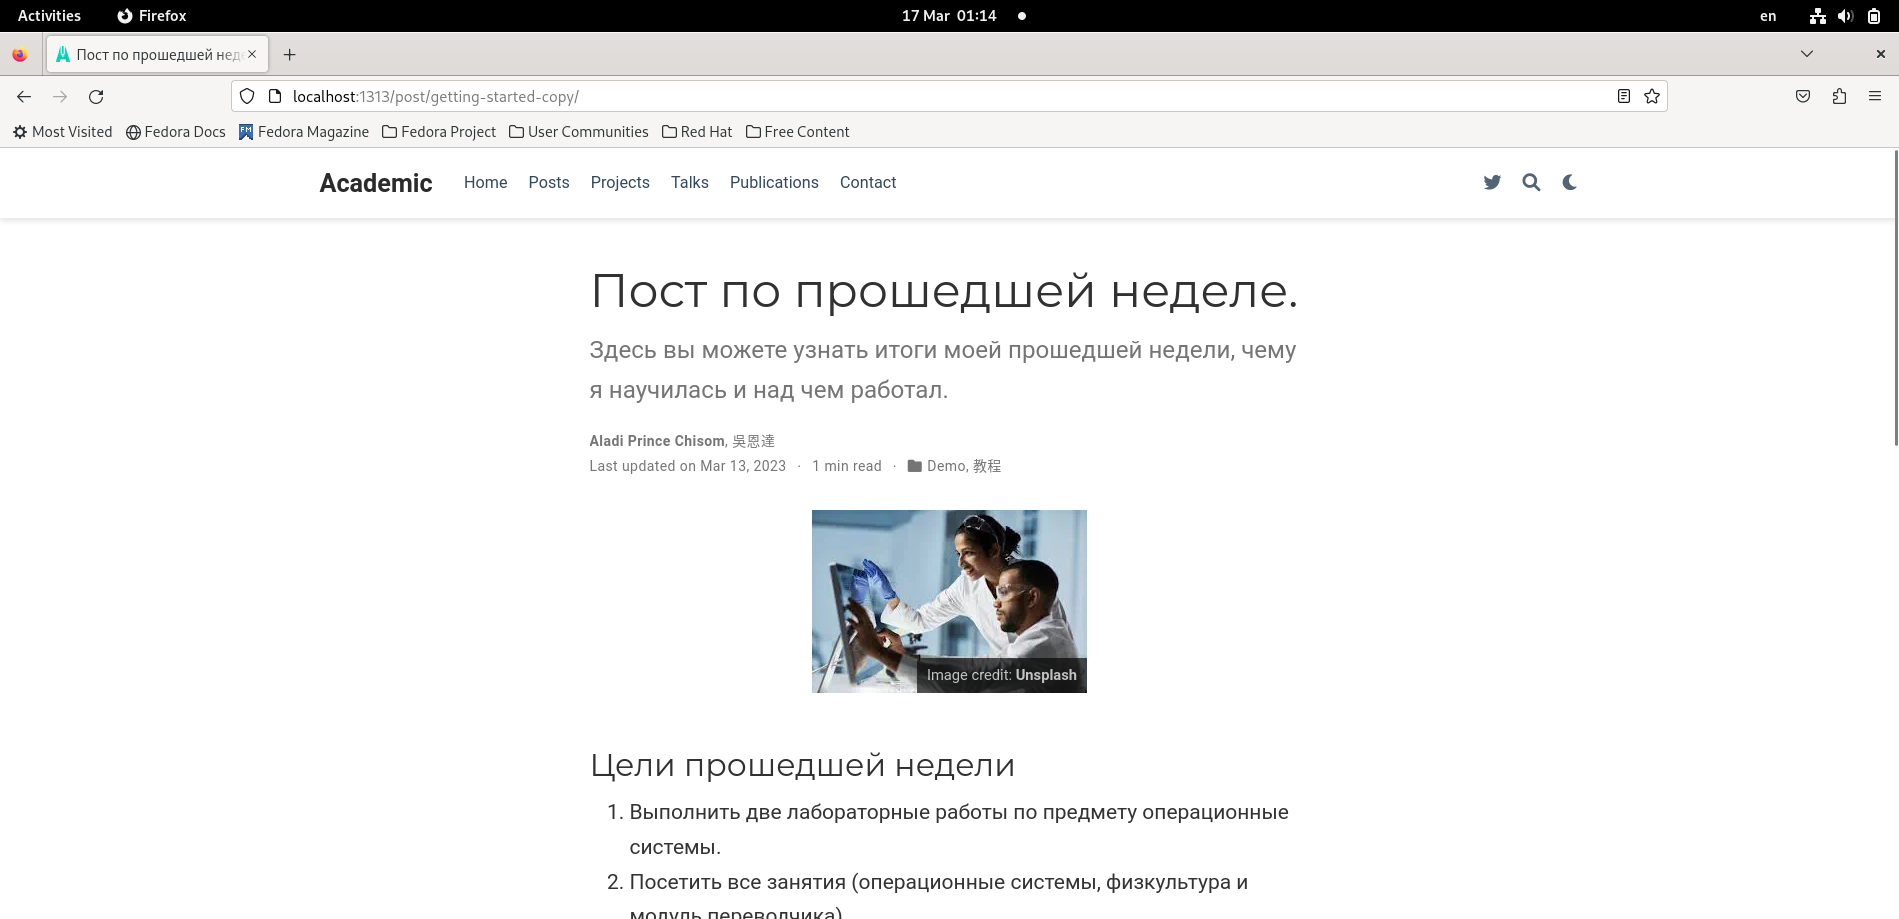 Activities Firefox 17 Mar 01:14 en
Пост по прошедшей нед
localhost:1313/post/getting-started-copy/
Most Visited Fedora Docs Fedora Magazine Fedora Project User Communities Red Hat Free Content
Academic Home Posts Projects Talks Publications Contact
Пост по прошедшей неделе.
Здесь вы можете узнать итоги моей прошедшей недели, чему
я научилась и над чем работал.
Aladi Prince Chisom, 吳恩達
Last updated on Mar 13, 2023 · 1 min read · Demo, 教程
Image credit: Unsplash
Цели прошедшей недели
1. Выполнить две лабораторные работы по предмету операционные
системы.
2. Посетить все занятия (операционные системы, физкультура и
модуль переводчика)